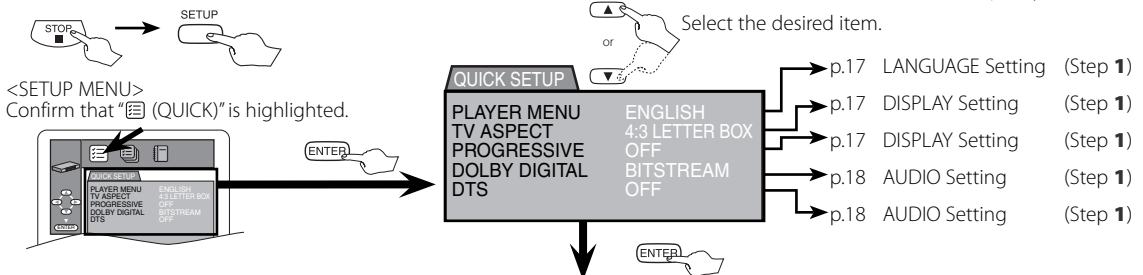 STOP
SETUP
<SETUP MENU>
Confirm that “ (QUICK)” is highlighted.
QUICK SETUP
PLAYER MENU ENGLISH
TV ASPECT 4:3 LETTER BOX
PROGRESSIVE OFF
DOLBY DIGITAL BITSTREAM
DTS OFF
ENTER
ENTER
or
Select the desired item.
QUICK SETUP
PLAYER MENU ENGLISH
TV ASPECT 4:3 LETTER BOX
PROGRESSIVE OFF
DOLBY DIGITAL BITSTREAM
DTS OFF
p.17 LANGUAGE Setting (Step 1)
p.17 DISPLAY Setting (Step 1)
p.17 DISPLAY Setting (Step 1)
p.18 AUDIO Setting (Step 1)
p.18 AUDIO Setting (Step 1)
ENTER